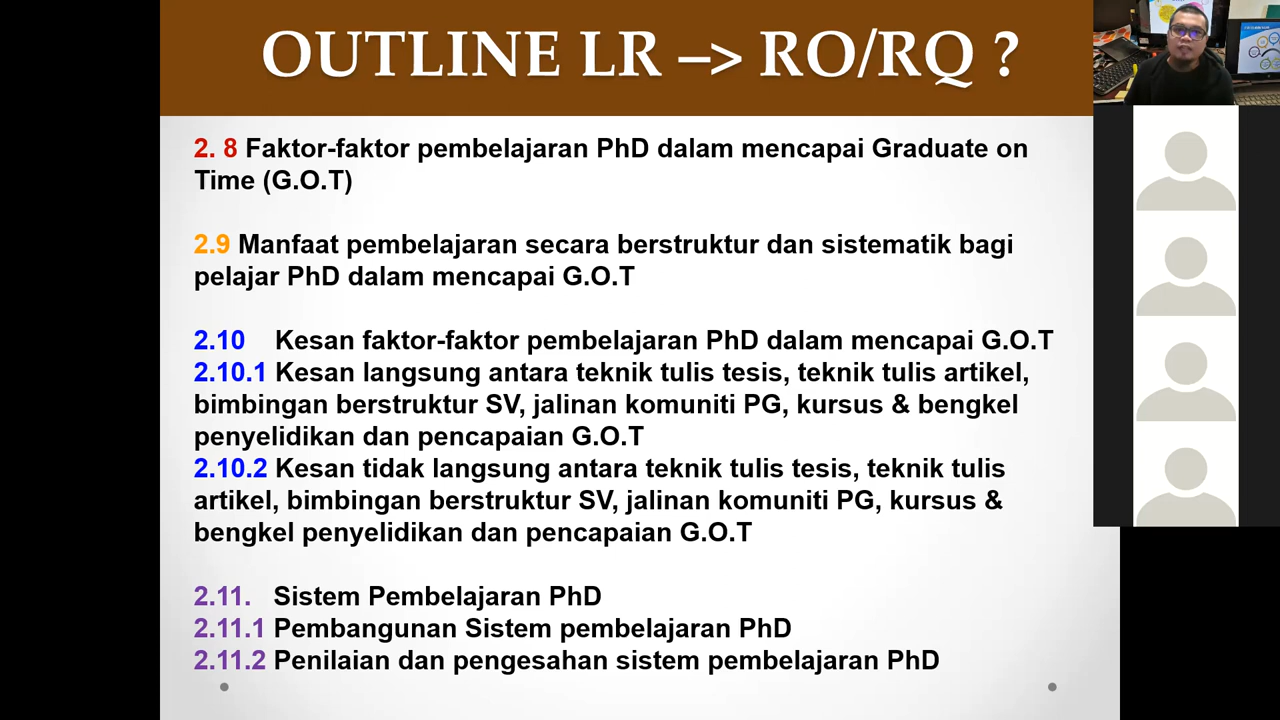 OUTLINE LR –> RO/RQ ?
2. 8 Faktor-faktor pembelajaran PhD dalam mencapai Graduate on
Time (G.O.T)
2.9 Manfaat pembelajaran secara berstruktur dan sistematik bagi
pelajar PhD dalam mencapai G.O.T
2.10 Kesan faktor-faktor pembelajaran PhD dalam mencapai G.O.T
2.10.1 Kesan langsung antara teknik tulis tesis, teknik tulis artikel,
bimbingan berstruktur SV, jalinan komuniti PG, kursus & bengkel
penyelidikan dan pencapaian G.O.T
2.10.2 Kesan tidak langsung antara teknik tulis tesis, teknik tulis
artikel, bimbingan berstruktur SV, jalinan komuniti PG, kursus &
bengkel penyelidikan dan pencapaian G.O.T
2.11. Sistem Pembelajaran PhD
2.11.1 Pembangunan Sistem pembelajaran PhD
2.11.2 Penilaian dan pengesahan sistem pembelajaran PhD